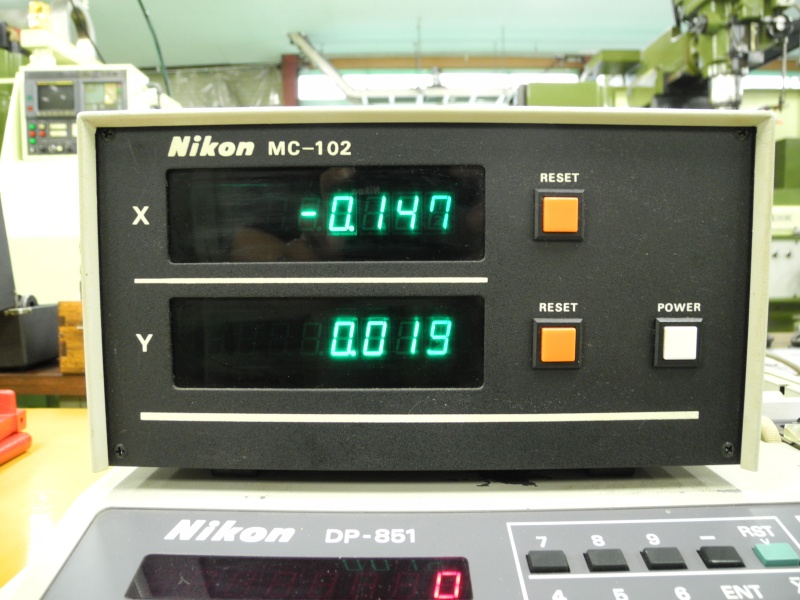 Nikon MC-102
RESET
X -0.147
RESET POWER
Y 0.019
Nikon DP-851
7 8 9 - RST
0
4 5 6 ENT